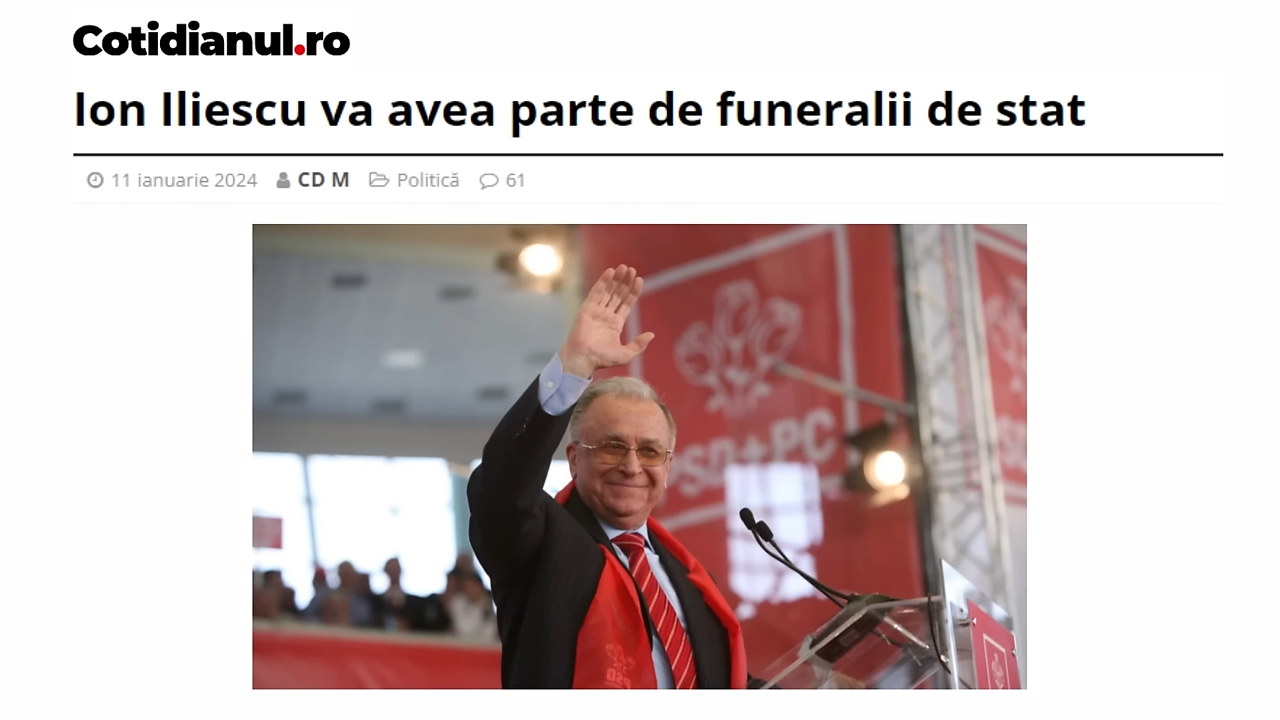 Cotidianul.ro
Ion Iliescu va avea parte de funeralii de stat
11 ianuarie 2024 CD M Politică 61
PSD+PC